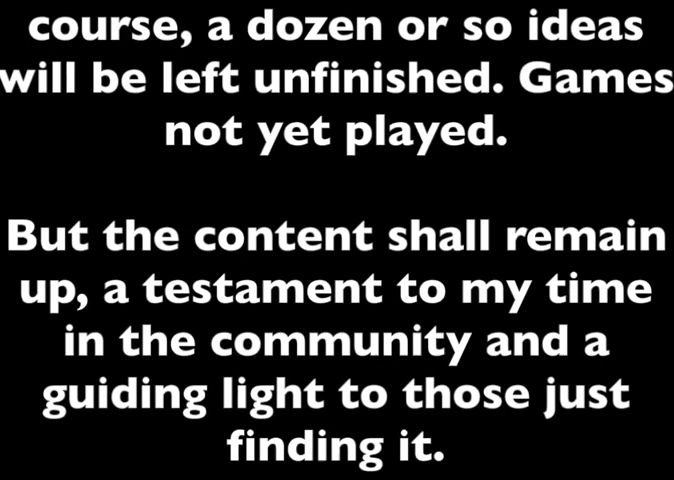 course, a dozen or so ideas
will be left unfinished. Games
not yet played.
But the content shall remain
up, a testament to my time
in the community and a
guiding light to those just
finding it.